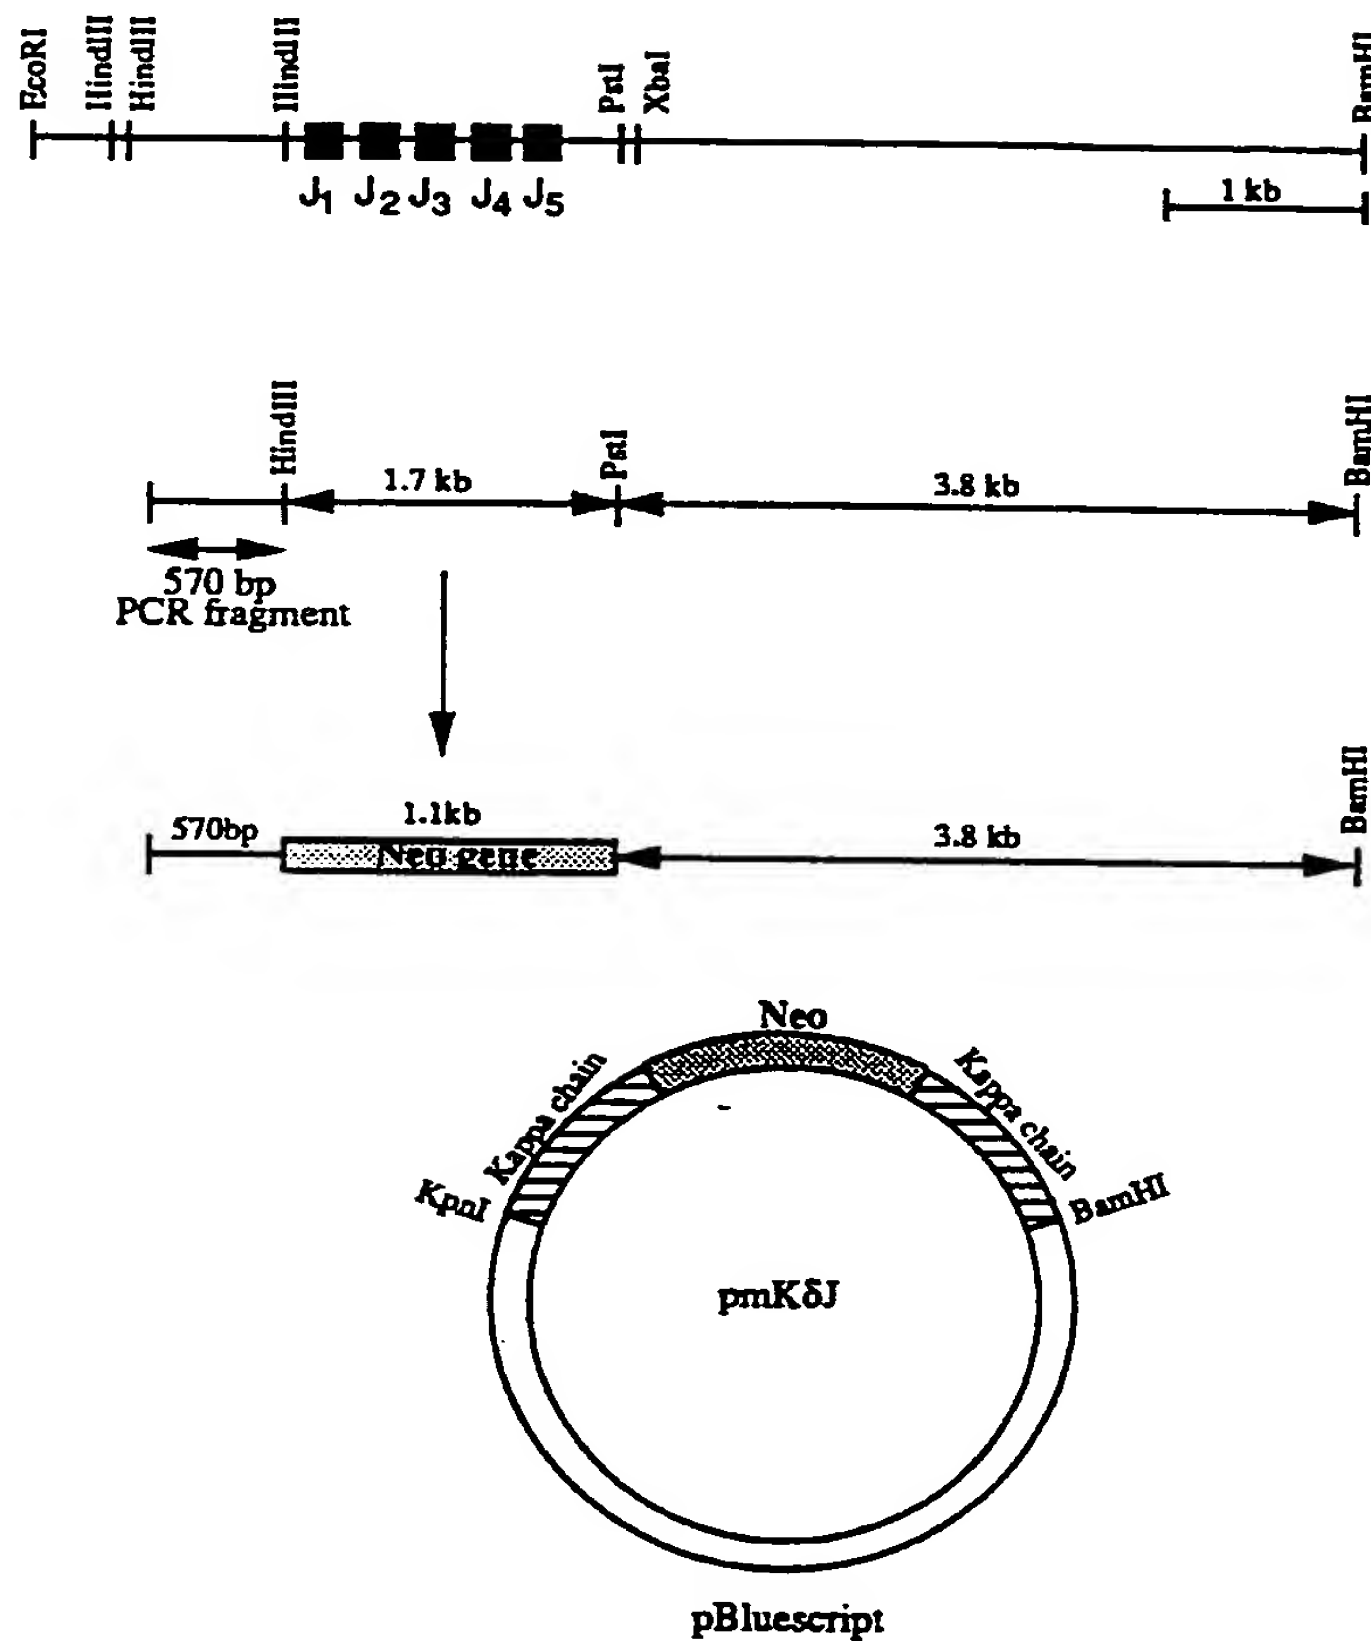 EcoRI HindIII HindIII HindIII PstI XbaI BamHI
J1 J2 J3 J4 J5
1 kb
HindIII PstI BamHI
1.7 kb 3.8 kb
570 bp
PCR fragment
BamHI
570bp 1.1kb 3.8 kb
Neo gene
Neo
Kappa chain Kappa chain
KpnI BamHI
pmKδJ
pBluescript